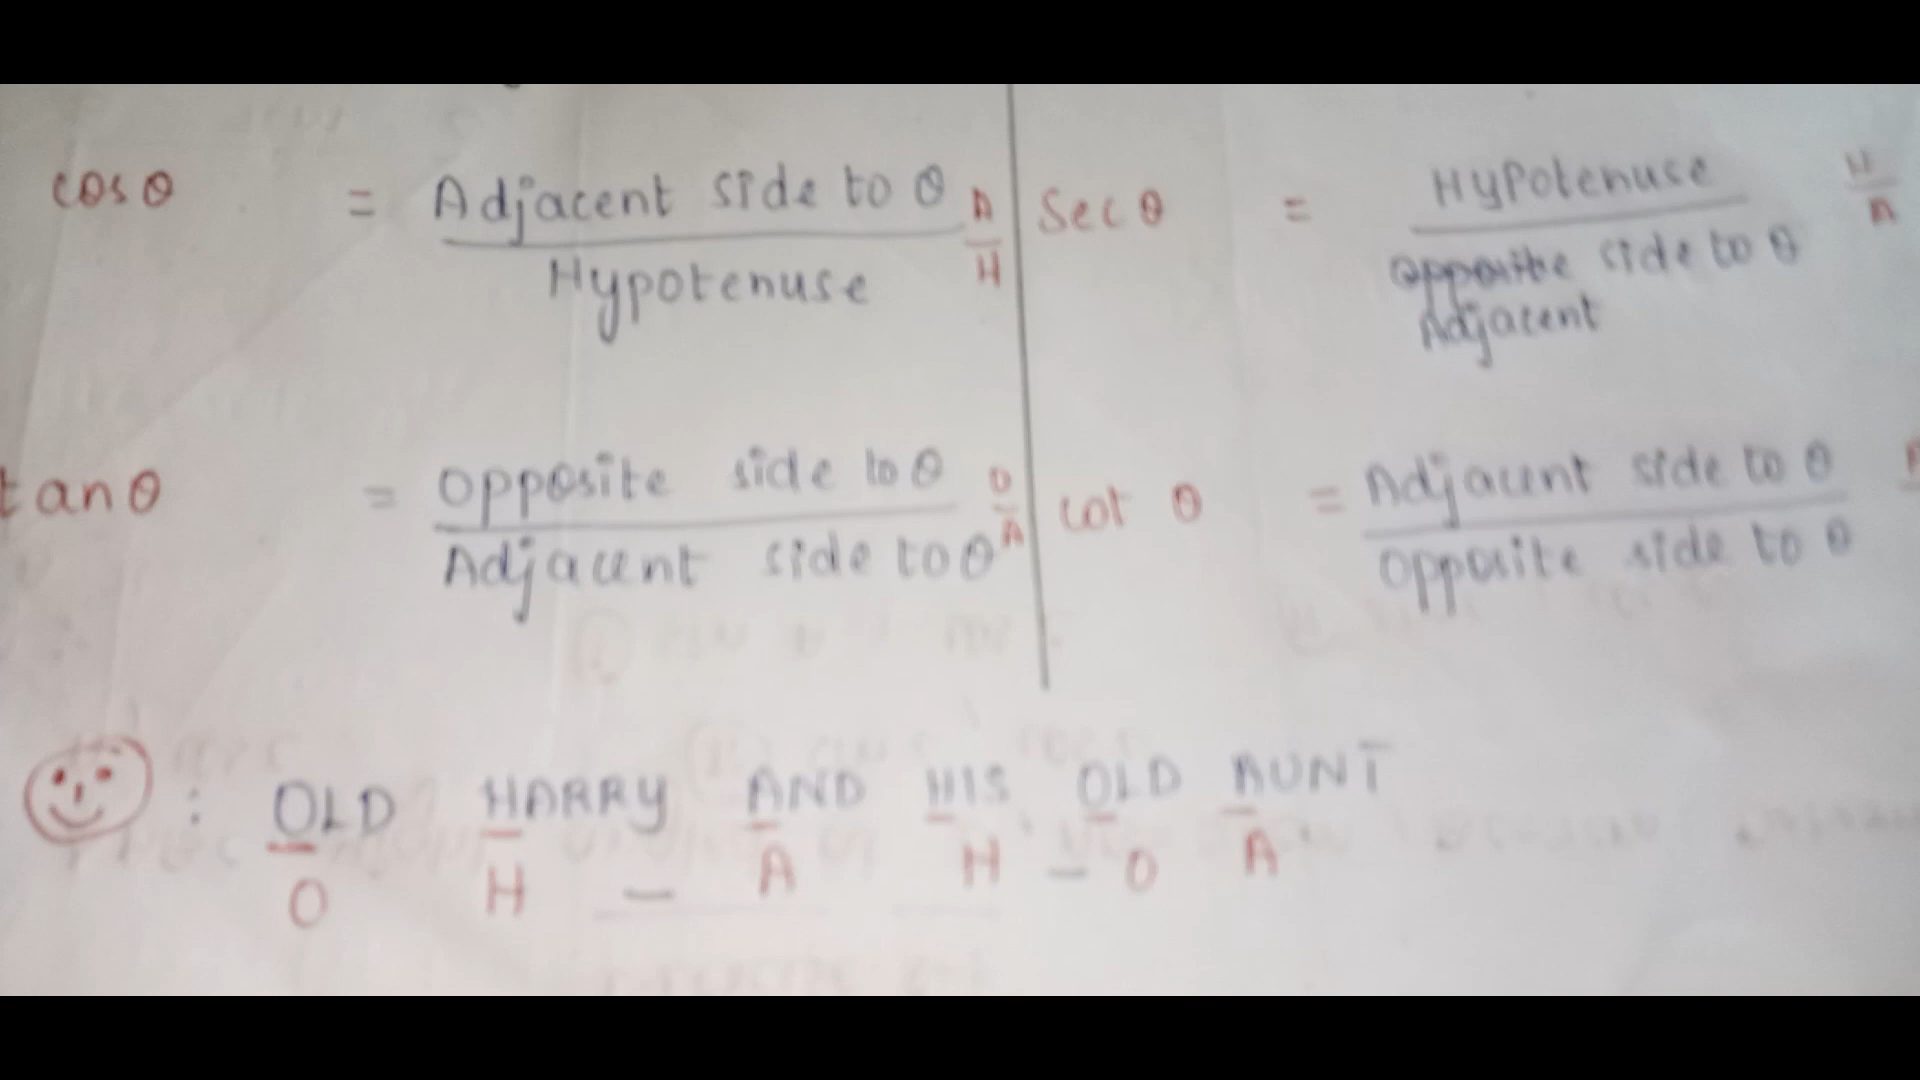 cos θ = Adjacent side to θ / Hypotenuse A/H
Sec θ = Hypotenuse / Opposite side to θ H/A
Adjacent
tan θ = Opposite side to θ / Adjacent side to θ O/A
cot θ = Adjacent side to θ / Opposite side to θ
: OLD HARRY AND HIS OLD AUNT
O H – A H – O A